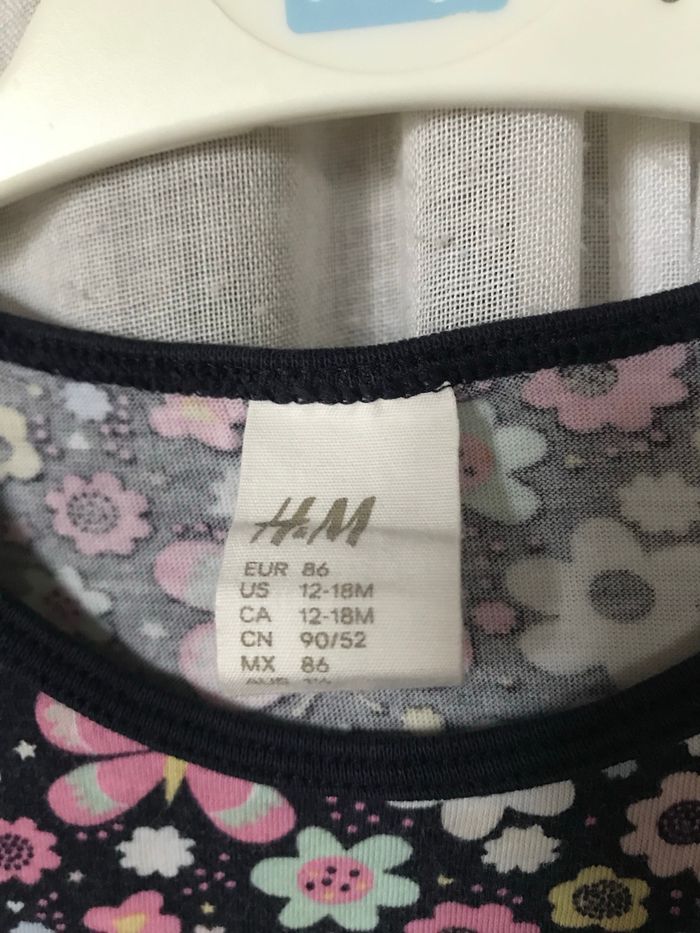 H&M
EUR 86
US 12-18M
CA 12-18M
CN 90/52
MX 86